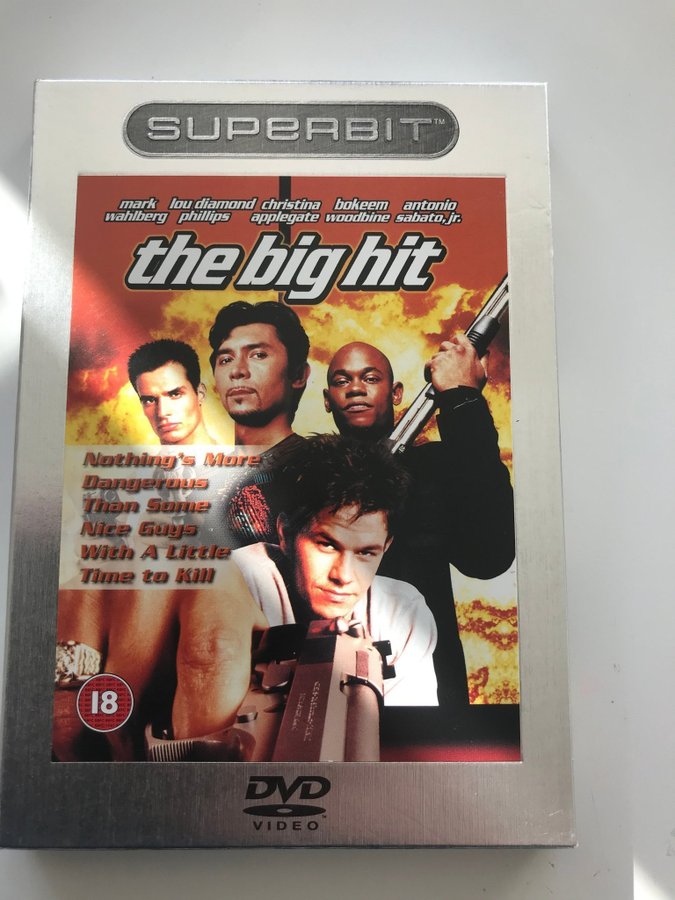 SUPERBIT™
mark lou diamond christina bokeem antonio
wahlberg phillips applegate woodbine sabato, jr.
the big hit
Nothing's More
Dangerous
Than Some
Nice Guys
With A Little
Time to Kill
18
DVD
VIDEO